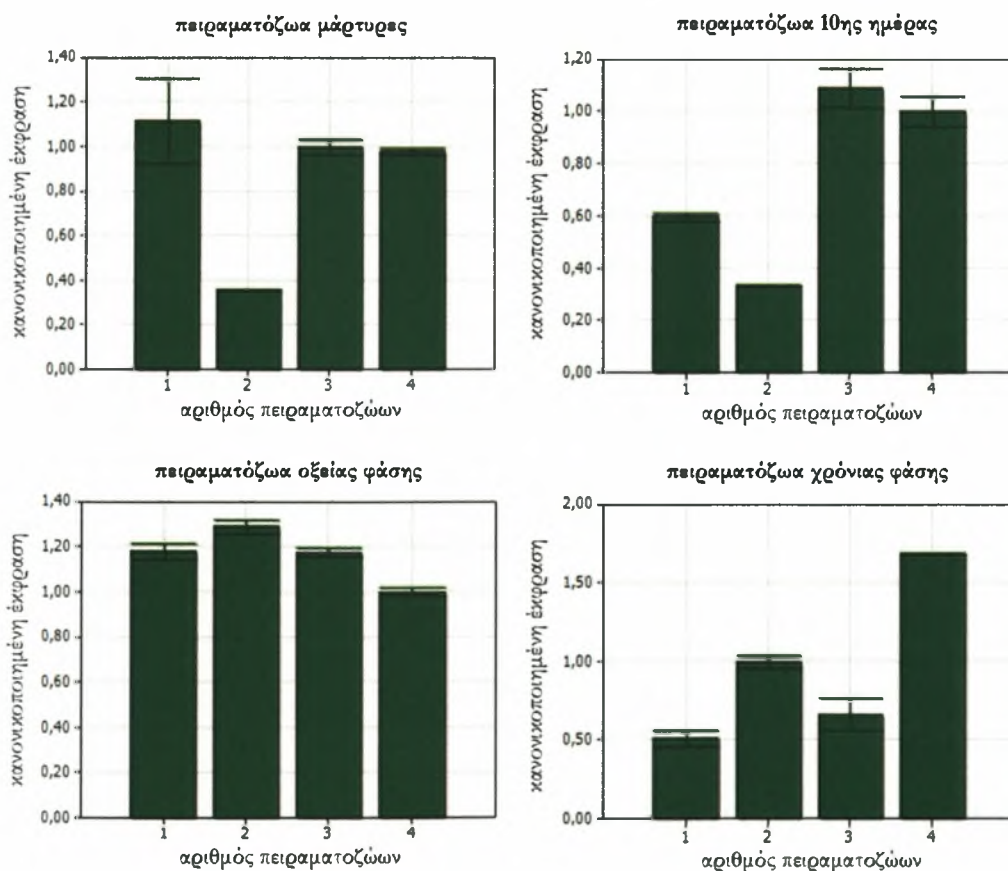 πειραματόζωα μάρτυρες
1,40
1,20
1,00
0,80
0,60
0,40
0,20
0,00
κανονικοποιημένη έκφραση
1 2 3 4
αριθμός πειραματοζώων
πειραματόζωα 10ης ημέρας
1,20
1,00
0,80
0,60
0,40
0,20
0,00
κανονικοποιημένη έκφραση
1 2 3 4
αριθμός πειραματοζώων
πειραματόζωα οξείας φάσης
1,40
1,20
1,00
0,80
0,60
0,40
0,20
0,00
κανονικοποιημένη έκφραση
1 2 3 4
αριθμός πειραματοζώων
πειραματόζωα χρόνιας φάσης
2,00
1,50
1,00
0,50
0,00
κανονικοποιημένη έκφραση
1 2 3 4
αριθμός πειραματοζώων